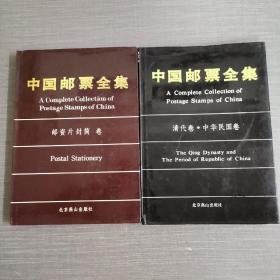 中国邮票全集
A Complete Collection of
Postage Stamps of China
邮资片封简 卷
Postal Stationery
北京燕山出版社
中国邮票全集
A Complete Collection of
Postage Stamps of China
清代卷·中华民国卷
The Qing Dynasty and
The Period of Republic of China
北京燕山出版社